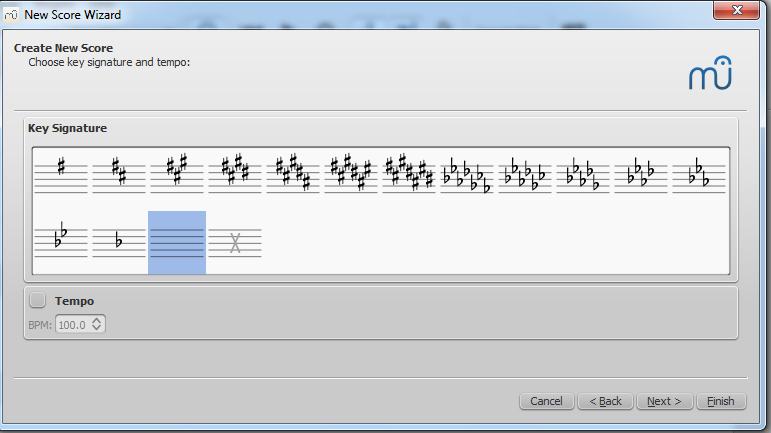 New Score Wizard
Create New Score
Choose key signature and tempo:
Key Signature
Tempo
BPM: 100.0
Cancel
< Back
Next >
Finish